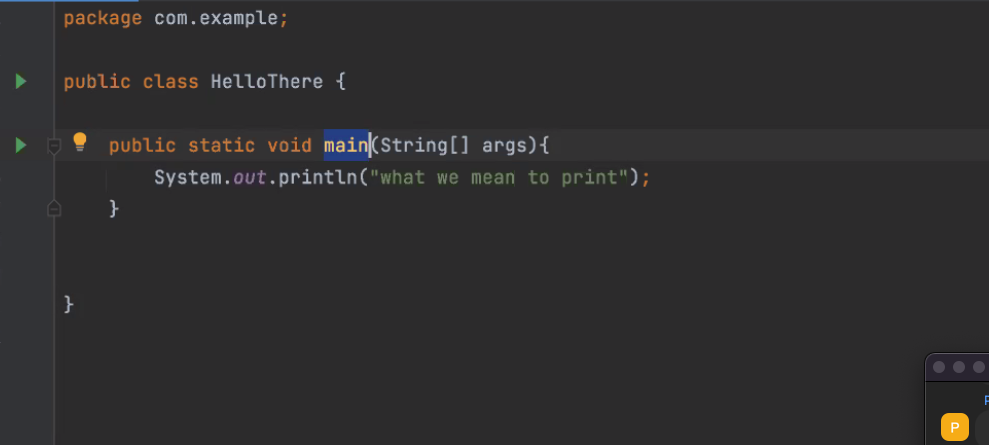 package com.example;
public class HelloThere {
public static void main(String[] args){
System.out.println("what we mean to print");
}
}
P
P